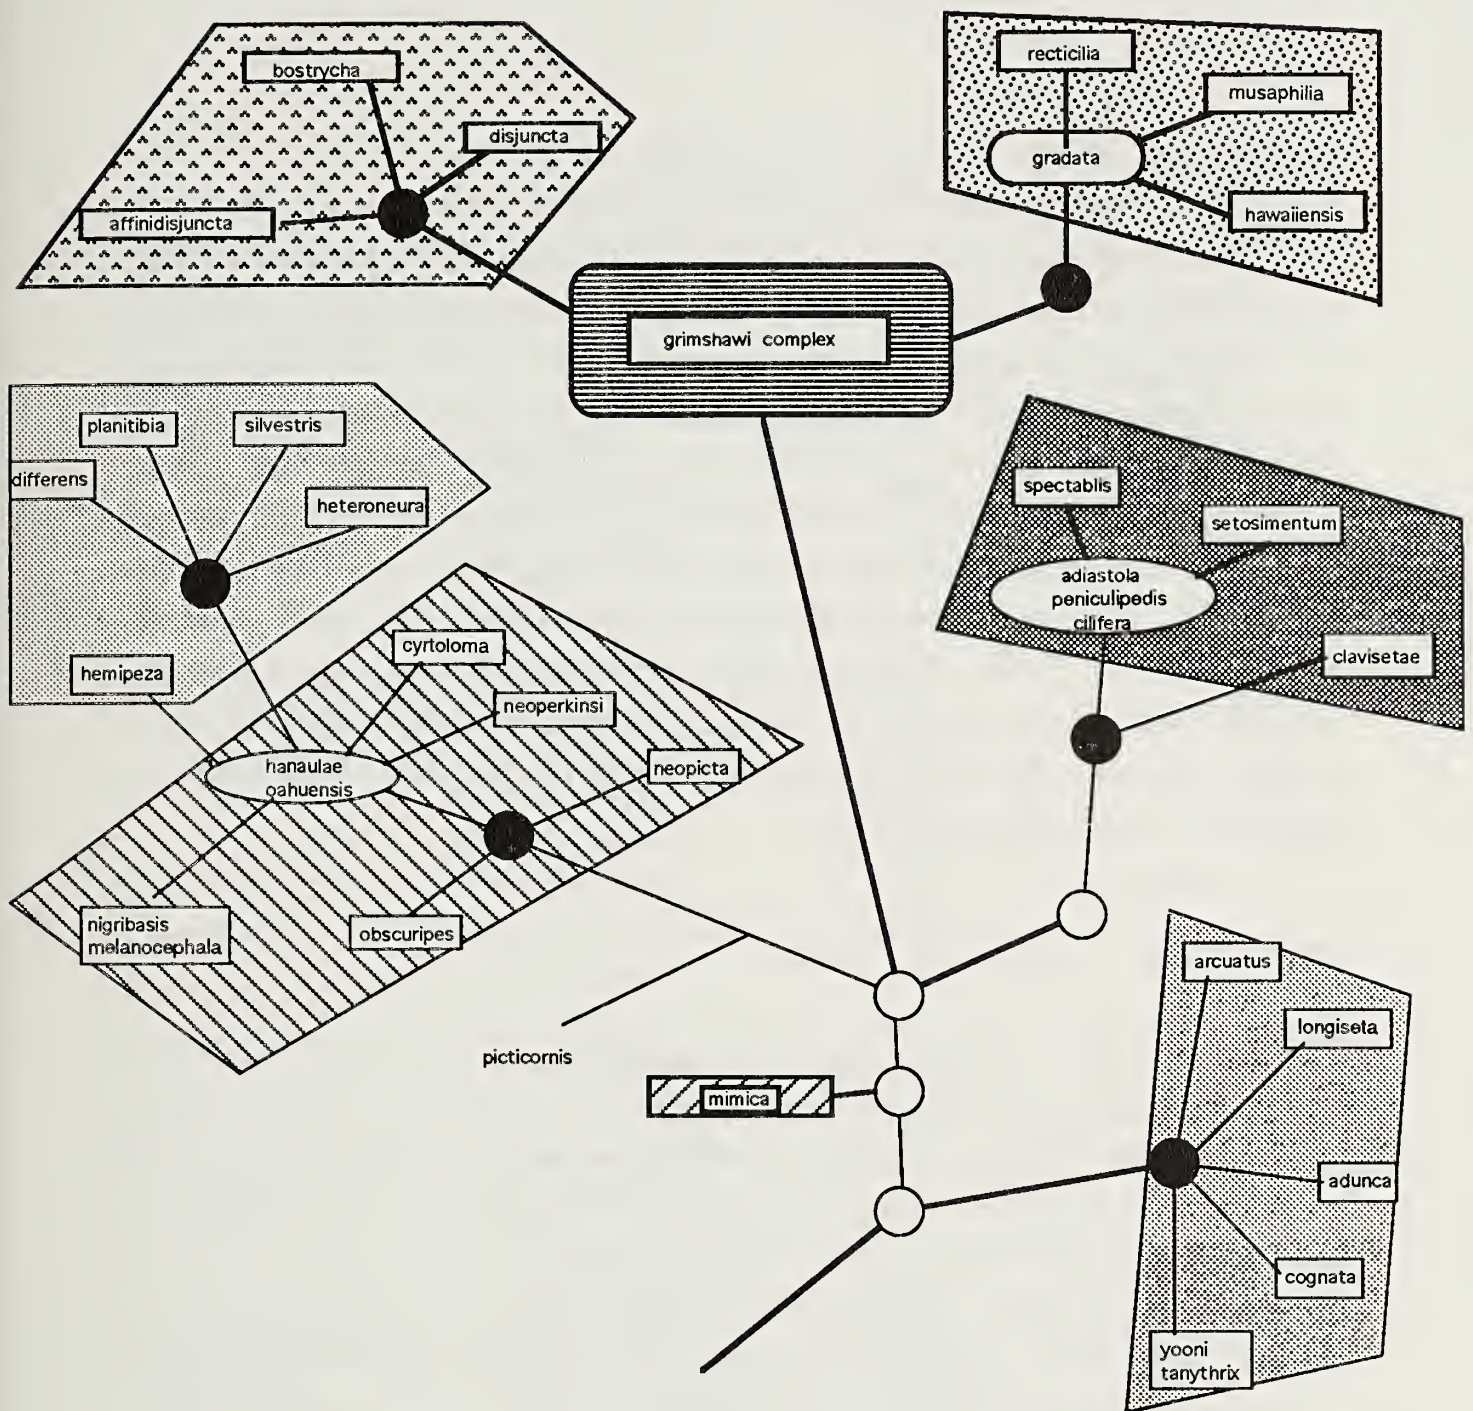 bostrycha
disjuncta
affinidisjuncta
recticilia
musaphilia
gradata
hawaiiensis
grimshawi complex
planitibia
silvestris
differens
heteroneura
hemipeza
cyrtoloma
neoperkinsi
neopicta
hanaulae
oahuensis
nigribasis
melanocephala
obscuripes
picticornis
spectablis
setosimentum
adiastola
peniculipedis
cilifera
clavisetae
mimica
arcuatus
longiseta
adunca
cognata
yooni
tanythrix